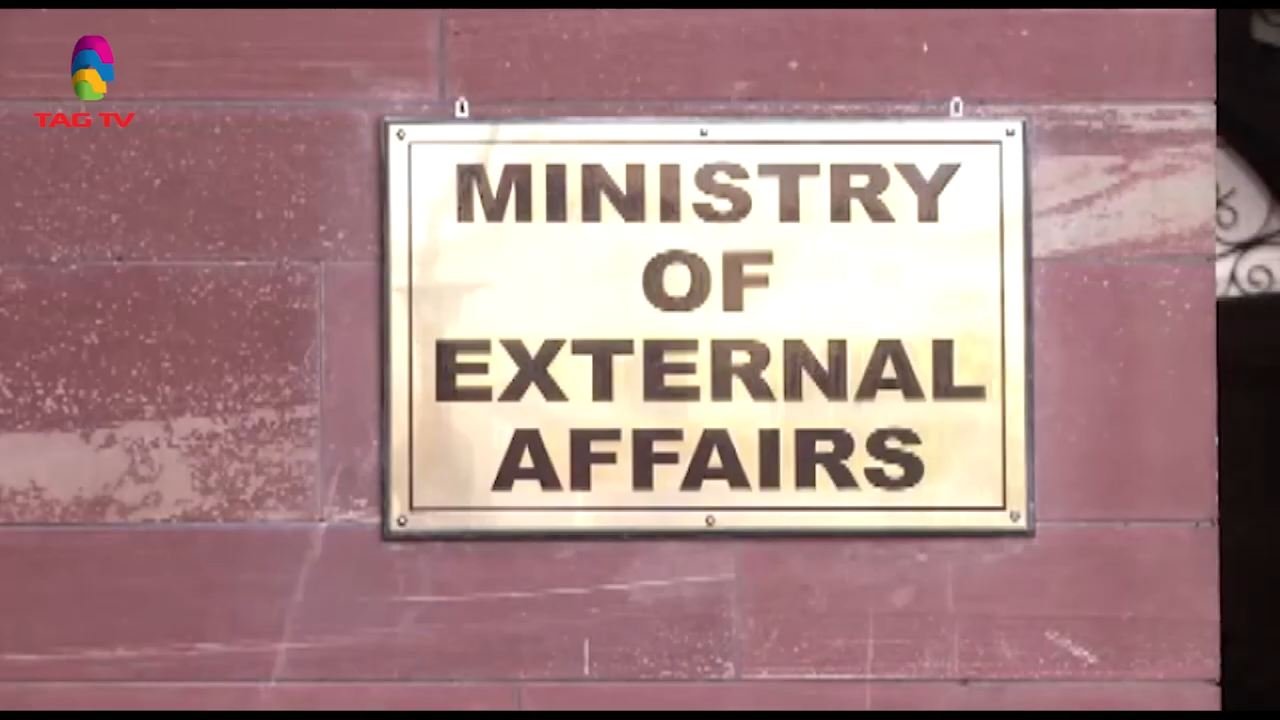 TAG TV
MINISTRY
OF
EXTERNAL
AFFAIRS